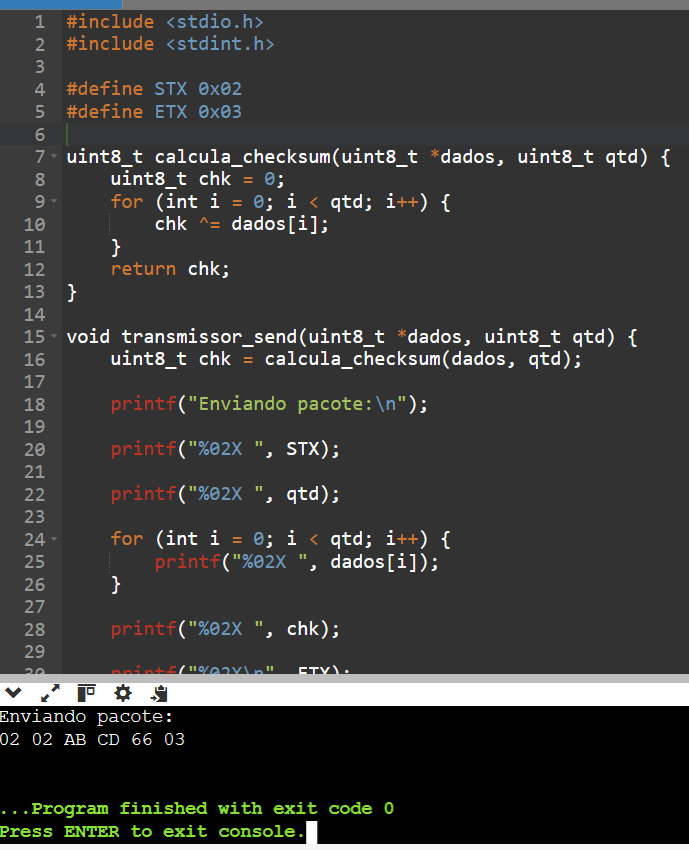 1 #include <stdio.h>
2 #include <stdint.h>
3
4 #define STX 0x02
5 #define ETX 0x03
6
7 uint8_t calcula_checksum(uint8_t *dados, uint8_t qtd) {
8     uint8_t chk = 0;
9     for (int i = 0; i < qtd; i++) {
10         chk ^= dados[i];
11     }
12     return chk;
13 }
14
15 void transmissor_send(uint8_t *dados, uint8_t qtd) {
16     uint8_t chk = calcula_checksum(dados, qtd);
17
18     printf("Enviando pacote:\n");
19
20     printf("%02X ", STX);
21
22     printf("%02X ", qtd);
23
24     for (int i = 0; i < qtd; i++) {
25         printf("%02X ", dados[i]);
26     }
27
28     printf("%02X ", chk);
29
30     printf("%02X\n", ETX);
Enviando pacote:
02 02 AB CD 66 03
...Program finished with exit code 0
Press ENTER to exit console.